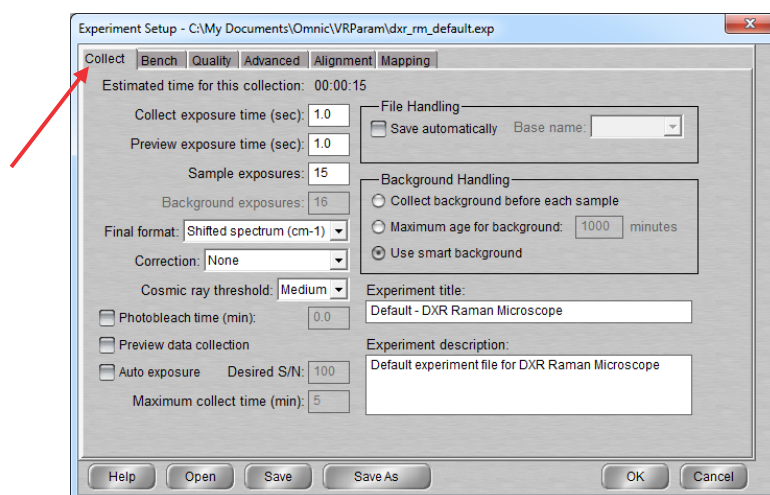 Experiment Setup - C:\My Documents\Omnic\VRParam\dxr_rm_default.exp
Collect Bench Quality Advanced Alignment Mapping
Estimated time for this collection: 00:00:15
Collect exposure time (sec): 1.0
Preview exposure time (sec): 1.0
Sample exposures: 15
Background exposures: 16
Final format: Shifted spectrum (cm-1)
Correction: None
Cosmic ray threshold: Medium
Photobleach time (min): 0.0
Preview data collection
Auto exposure Desired S/N: 100
Maximum collect time (min): 5
File Handling
Save automatically Base name:
Background Handling
Collect background before each sample
Maximum age for background: 1000 minutes
Use smart background
Experiment title:
Default - DXR Raman Microscope
Experiment description:
Default experiment file for DXR Raman Microscope
Help Open Save Save As OK Cancel